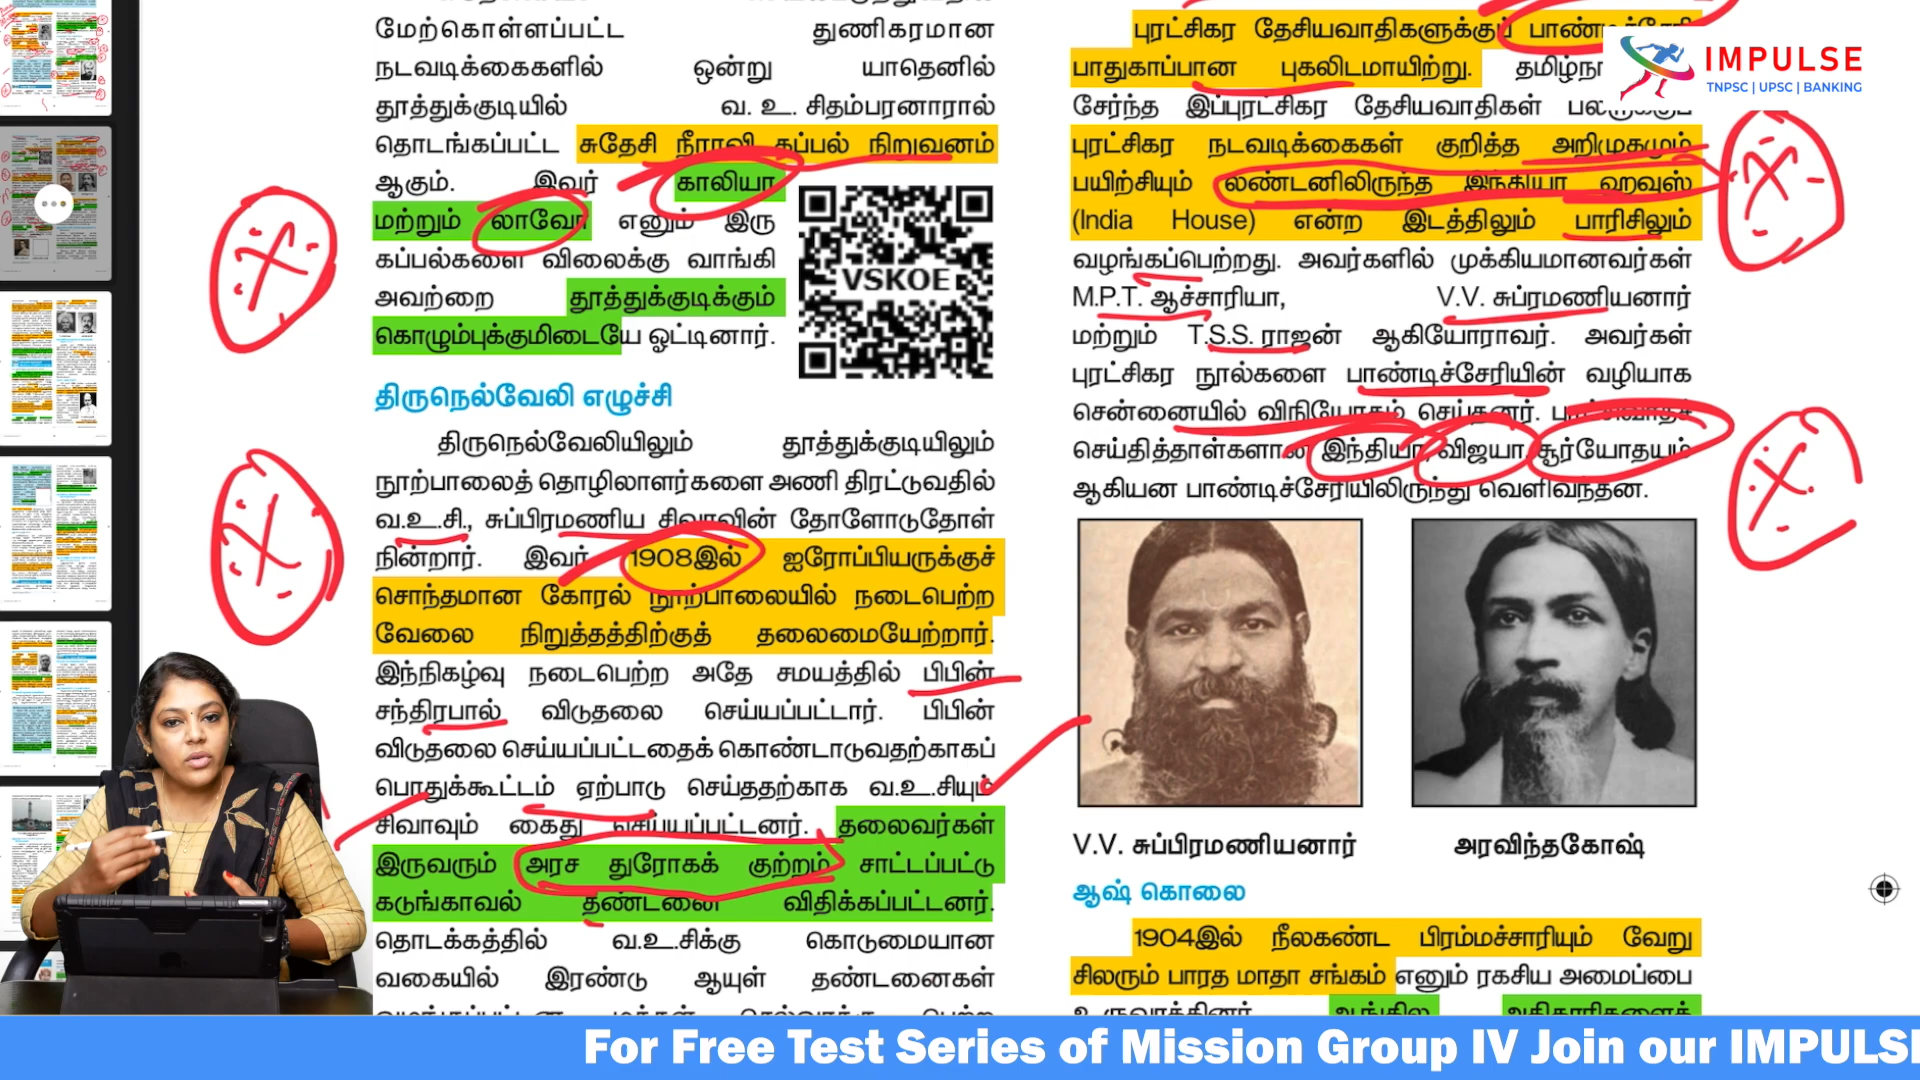 மேற்கொள்ளப்பட்ட துணிகரமான
நடவடிக்கைகளில் ஒன்று யாதெனில்
தூத்துக்குடியில் வ. உ. சிதம்பரனாரால்
தொடங்கப்பட்ட சுதேசி நீராவி கப்பல் நிறுவனம்
ஆகும். இவர் காலியா
மற்றும் லாவோ எனும் இரு
கப்பல்களை விலைக்கு வாங்கி
அவற்றை தூத்துக்குடிக்கும்
கொழும்புக்குமிடையே ஓட்டினார்.
VSKOE
திருநெல்வேலி எழுச்சி
திருநெல்வேலியிலும் தூத்துக்குடியிலும்
நூற்பாலைத் தொழிலாளர்களை அணி திரட்டுவதில்
வ.உ.சி., சுப்பிரமணிய சிவாவின் தோளோடுதோள்
நின்றார். இவர் 1908இல் ஐரோப்பியருக்குச்
சொந்தமான கோரல் நூற்பாலையில் நடைபெற்ற
வேலை நிறுத்தத்திற்குத் தலைமையேற்றார்.
இந்நிகழ்வு நடைபெற்ற அதே சமயத்தில் பிபின்
சந்திரபால் விடுதலை செய்யப்பட்டார். பிபின்
விடுதலை செய்யப்பட்டதைக் கொண்டாடுவதற்காகப்
பொதுக்கூட்டம் ஏற்பாடு செய்ததற்காக வ.உ.சியும்
சிவாவும் கைது செய்யப்பட்டனர். தலைவர்கள்
இருவரும் அரச துரோகக் குற்றம் சாட்டப்பட்டு
கடுங்காவல் தண்டனை விதிக்கப்பட்டனர்.
தொடக்கத்தில் வ.உ.சிக்கு கொடுமையான
வகையில் இரண்டு ஆயுள் தண்டனைகள்
புரட்சிகர தேசியவாதிகளுக்குப்
பாதுகாப்பான புகலிடமாயிற்று.
சேர்ந்த இப்புரட்சிகர தேசியவாதிகள்
புரட்சிகர நடவடிக்கைகள் குறித்த அறிமுகமும்
பயிற்சியும் லண்டனிலிருந்த இந்தியா ஹவுஸ்
(India House) என்ற இடத்திலும் பாரிசிலும்
வழங்கப்பெற்றது. அவர்களில் முக்கியமானவர்கள்
M.P.T. ஆச்சாரியா, V.V. சுப்ரமணியனார்
மற்றும் T.S.S. ராஜன் ஆகியோராவர். அவர்கள்
புரட்சிகர நூல்களை பாண்டிச்சேரியின் வழியாக
சென்னையில் விநியோகம் செய்தனர்.
செய்தித்தாள்களான இந்தியா, விஜயா, சூர்யோதயம்
ஆகியன பாண்டிச்சேரியிலிருந்து வெளிவந்தன.
V.V. சுப்பிரமணியனார் அரவிந்தகோஷ்
ஆஷ் கொலை
1904இல் நீலகண்ட பிரம்மச்சாரியும் வேறு
சிலரும் பாரத மாதா சங்கம் எனும் ரகசிய அமைப்பை
IMPULSE
TNPSC | UPSC | BANKING
For Free Test Series of Mission Group IV Join our IMPULSE